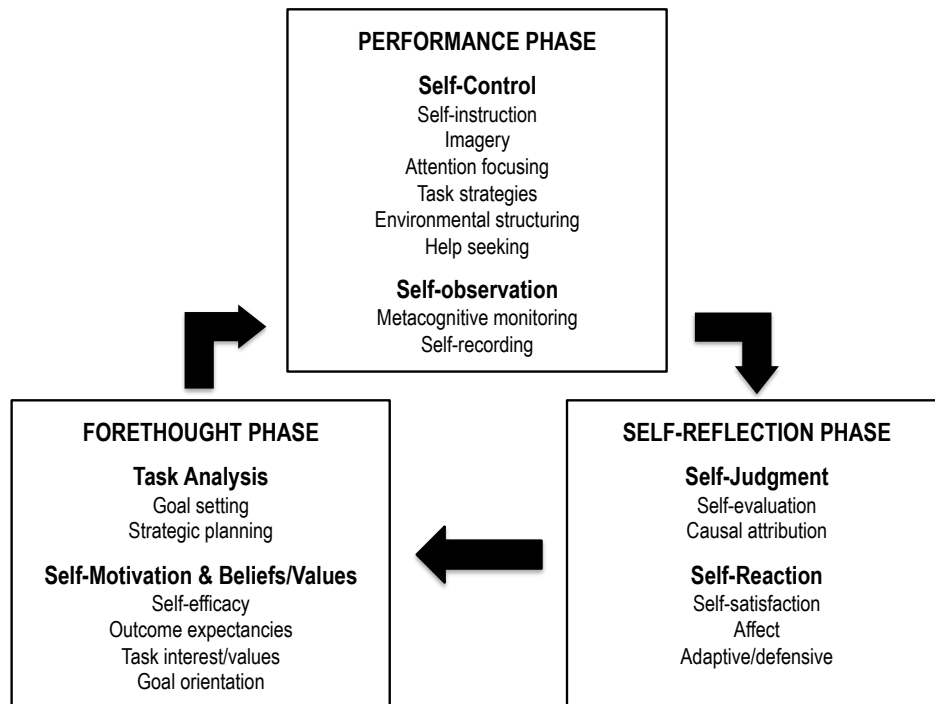 PERFORMANCE PHASE
Self-Control
Self-instruction
Imagery
Attention focusing
Task strategies
Environmental structuring
Help seeking
Self-observation
Metacognitive monitoring
Self-recording
FORETHOUGHT PHASE
Task Analysis
Goal setting
Strategic planning
Self-Motivation & Beliefs/Values
Self-efficacy
Outcome expectancies
Task interest/values
Goal orientation
SELF-REFLECTION PHASE
Self-Judgment
Self-evaluation
Causal attribution
Self-Reaction
Self-satisfaction
Affect
Adaptive/defensive